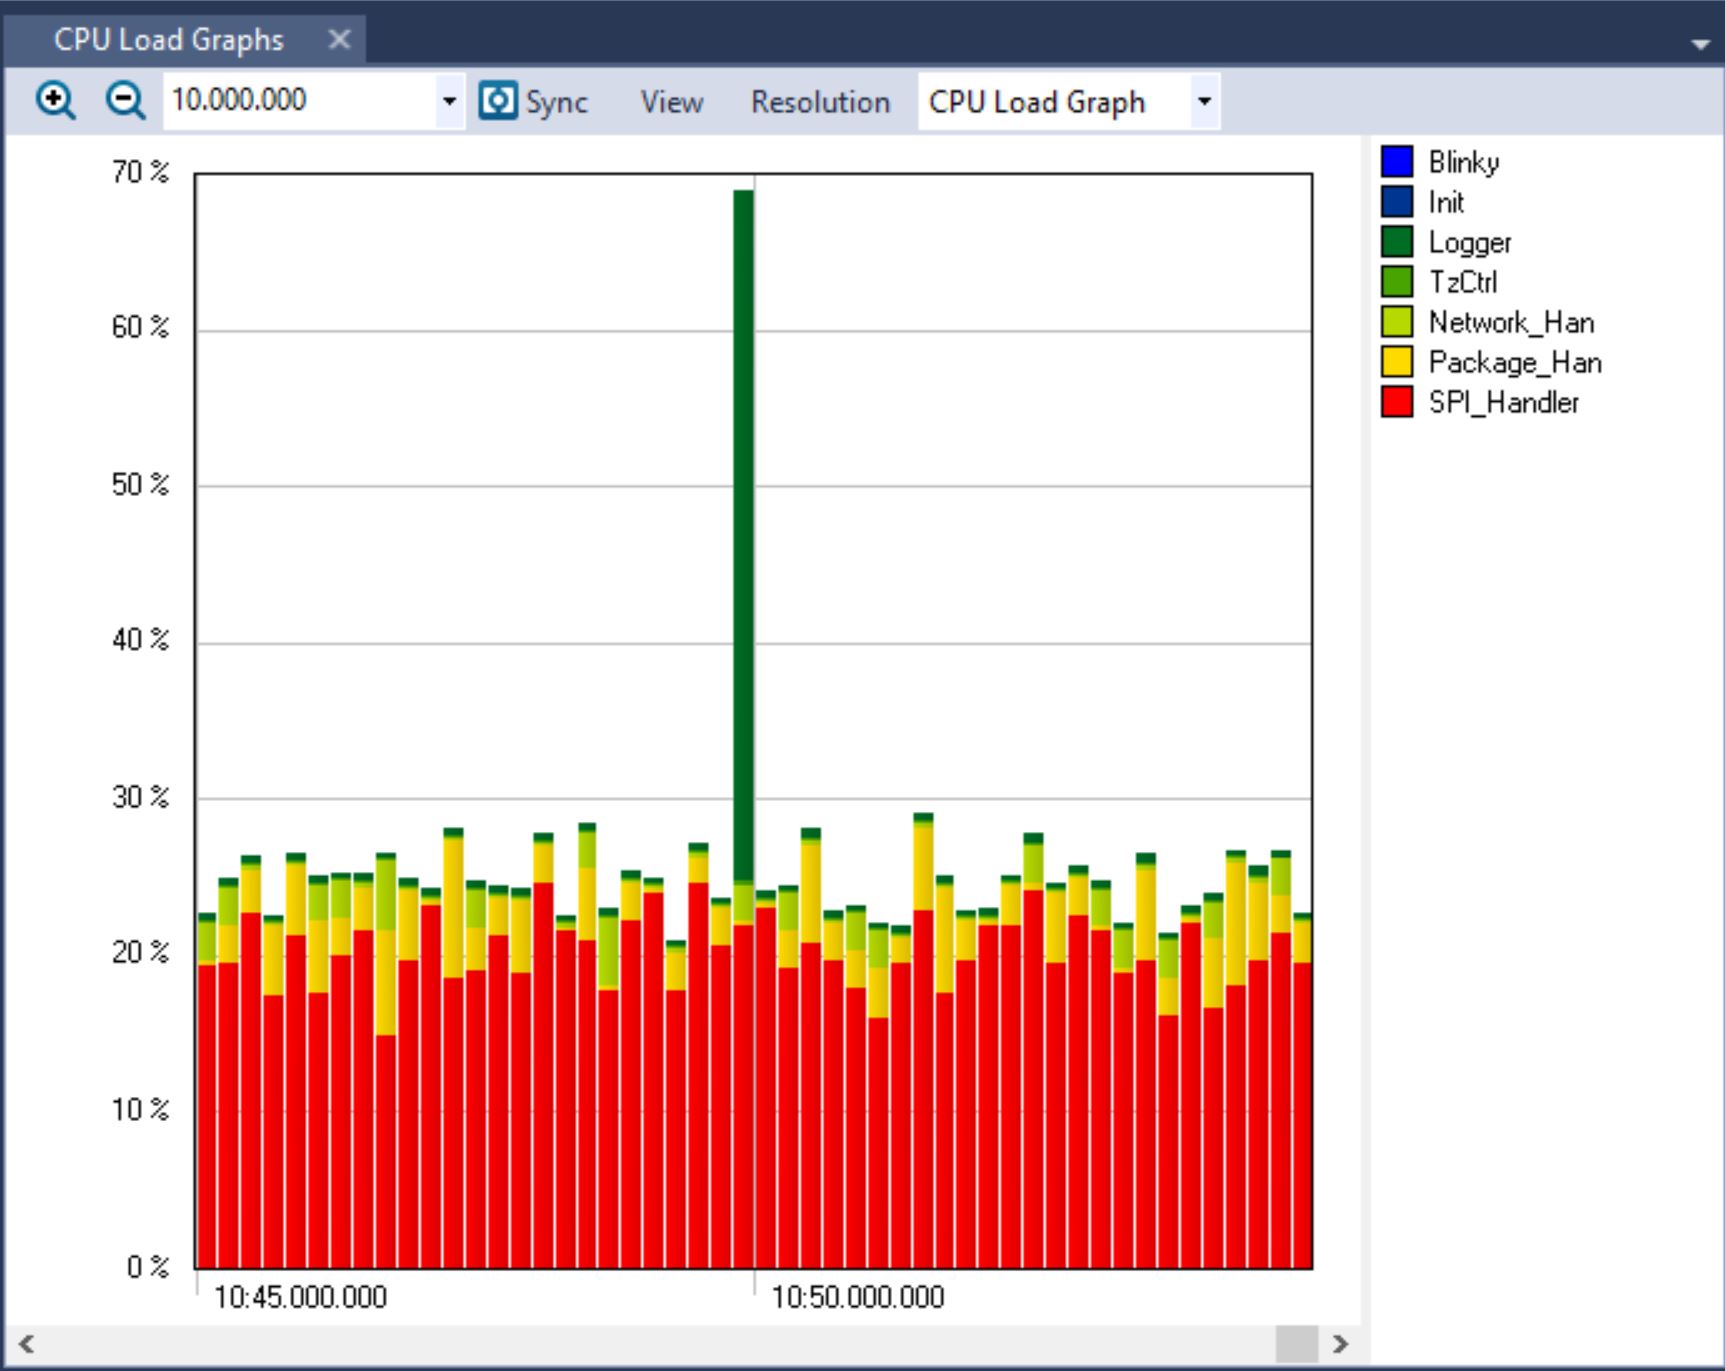 CPU Load Graphs
10.000.000 Sync View Resolution CPU Load Graph
70 %
60 %
50 %
40 %
30 %
20 %
10 %
0 %
10:45.000.000 10:50.000.000
Blinky
Init
Logger
TzCtrl
Network_Han
Package_Han
SPI_Handler